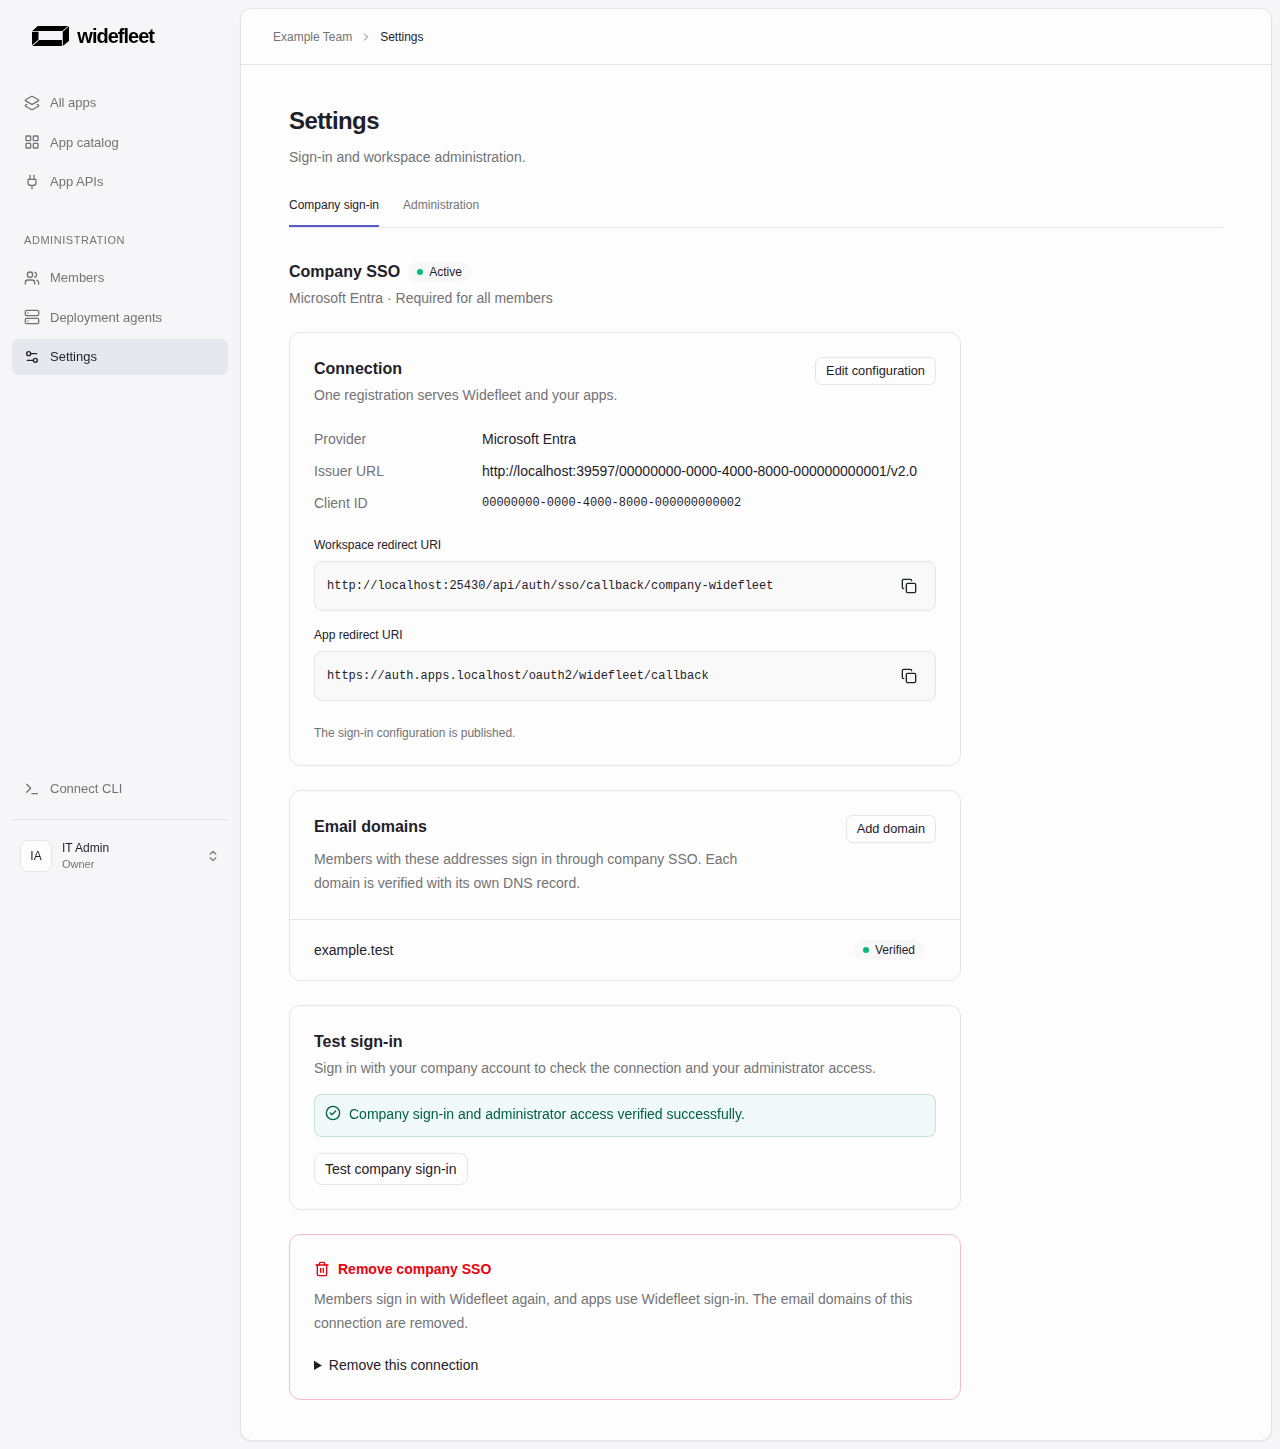 widefleet
All apps
App catalog
App APIs
ADMINISTRATION
Members
Deployment agents
Settings
Connect CLI
IA
IT Admin
Owner
Example Team
Settings
Settings
Sign-in and workspace administration.
Company sign-in
Administration
Company SSO
Active
Microsoft Entra · Required for all members
Connection
Edit configuration
One registration serves Widefleet and your apps.
Provider
Microsoft Entra
Issuer URL
http://localhost:39597/00000000-0000-4000-8000-000000000001/v2.0
Client ID
00000000-0000-4000-8000-000000000002
Workspace redirect URI
http://localhost:25430/api/auth/sso/callback/company-widefleet
App redirect URI
https://auth.apps.localhost/oauth2/widefleet/callback
The sign-in configuration is published.
Email domains
Add domain
Members with these addresses sign in through company SSO. Each
domain is verified with its own DNS record.
example.test
Verified
Test sign-in
Sign in with your company account to check the connection and your administrator access.
Company sign-in and administrator access verified successfully.
Test company sign-in
Remove company SSO
Members sign in with Widefleet again, and apps use Widefleet sign-in. The email domains of this
connection are removed.
Remove this connection